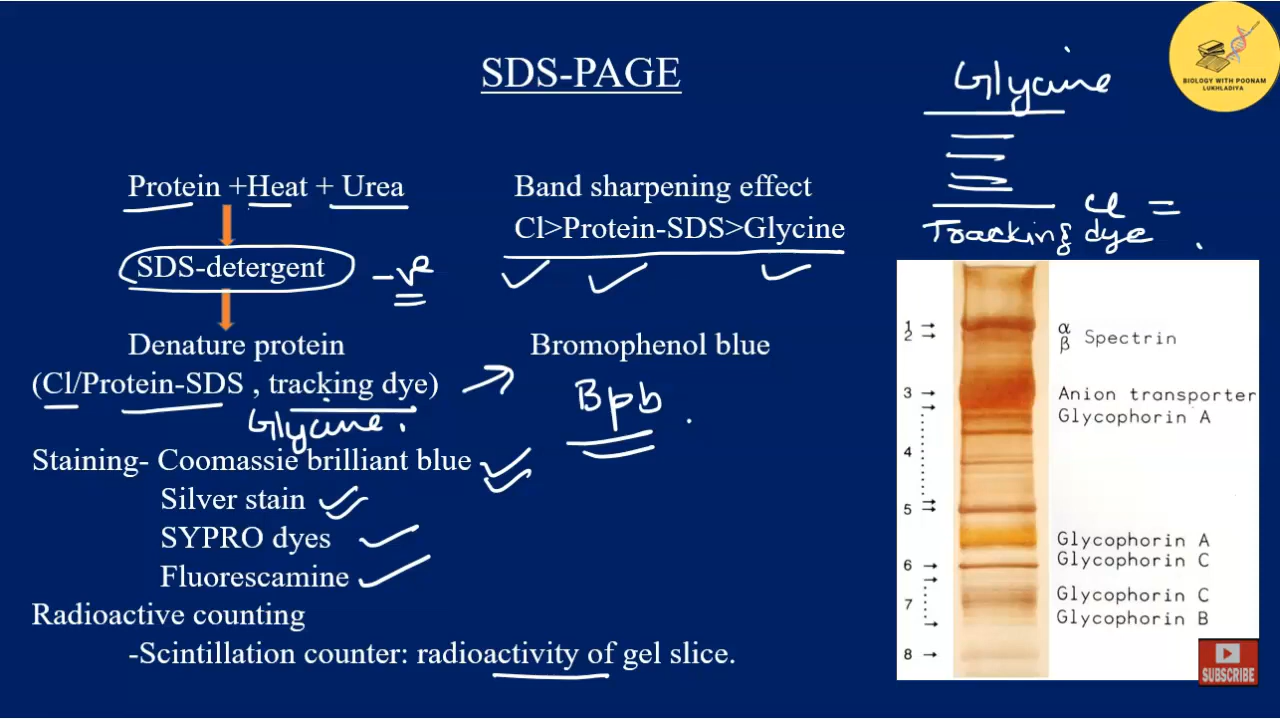 SDS-PAGE
Glycine
BIOLOGY WITH POONAM
LUKHLADIYA
Protein +Heat + Urea
SDS-detergent
-ve
Denature protein
(Cl/Protein-SDS , tracking dye)
Glycine.
Band sharpening effect
Cl>Protein-SDS>Glycine
Cl
Tracking dye
Bromophenol blue
Bpb
Staining- Coomassie brilliant blue
Silver stain
SYPRO dyes
Fluorescamine
Radioactive counting
-Scintillation counter: radioactivity of gel slice.
1
2
3
4
5
6
7
8
α
β Spectrin
Anion transporter
Glycophorin A
Glycophorin A
Glycophorin C
Glycophorin C
Glycophorin B
SUBSCRIBE